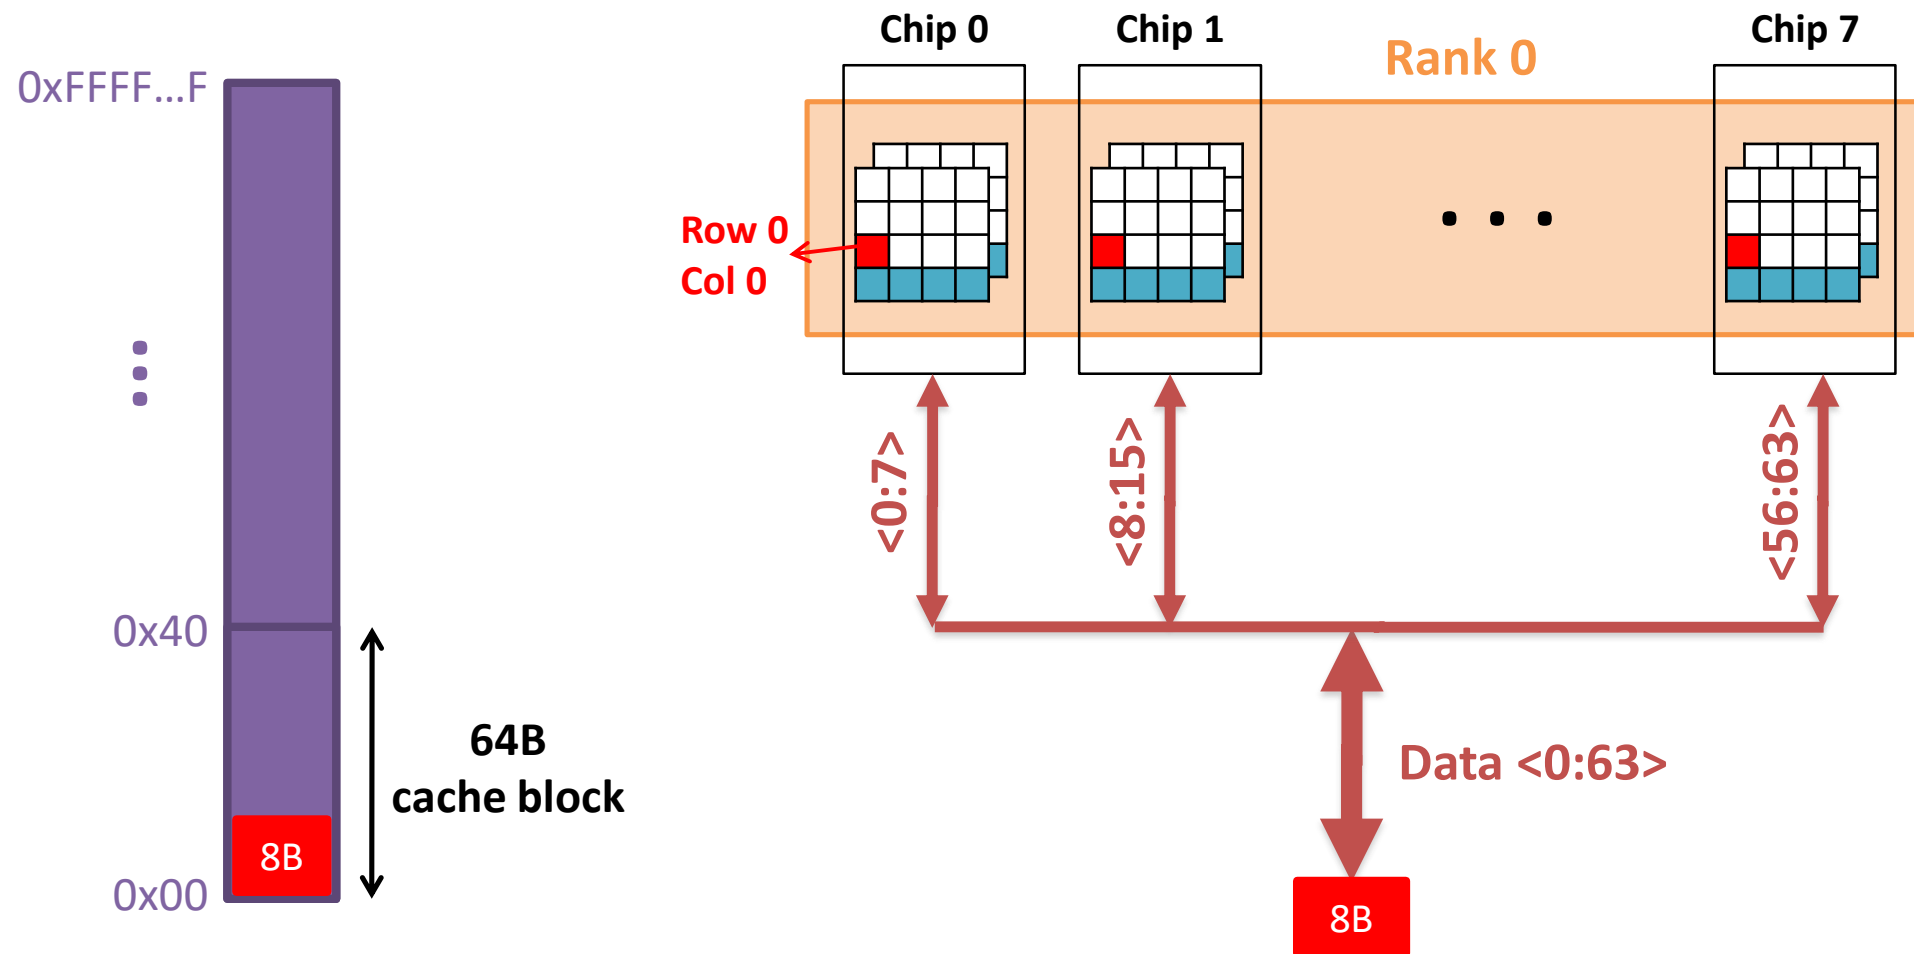 Chip 0
Chip 1
Chip 7
Rank 0
0xFFFF...F
Row 0
Col 0
<0:7>
<8:15>
<56:63>
0x40
64B
cache block
Data <0:63>
8B
0x00
8B